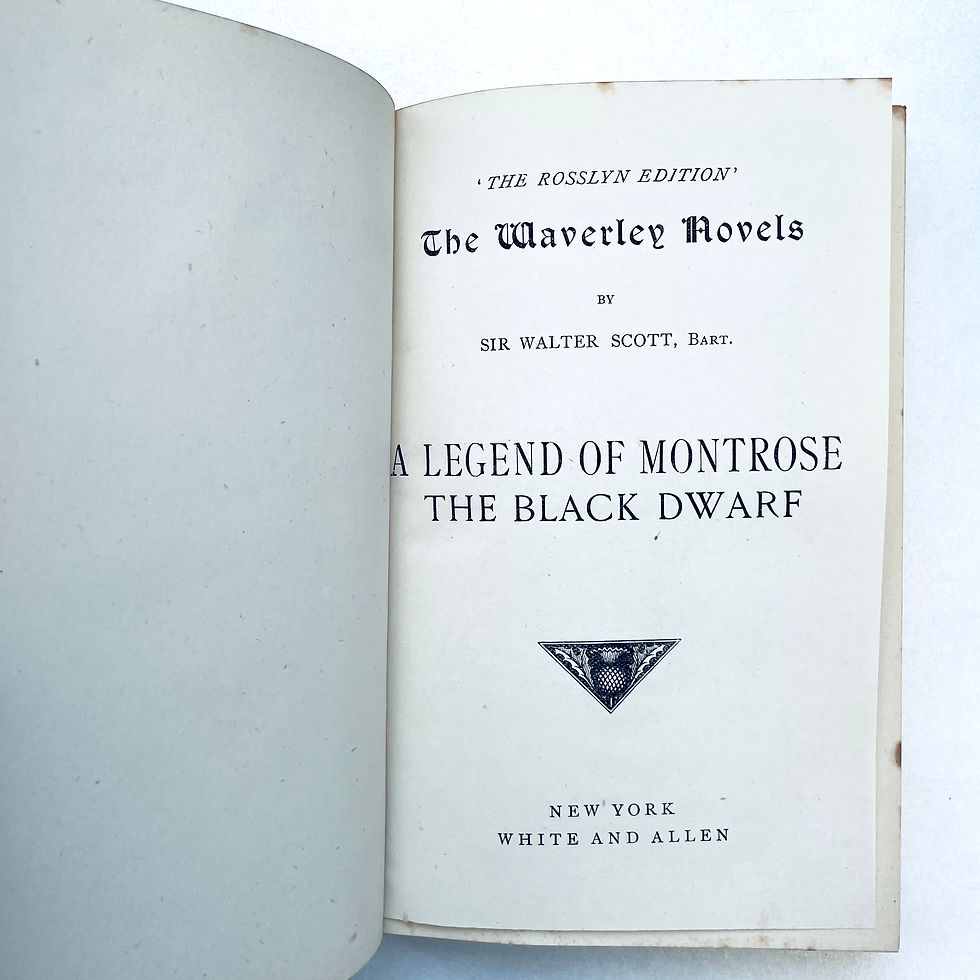 ‘THE ROSSLYN EDITION’
The Waverley Novels
BY
SIR WALTER SCOTT, BART.
A LEGEND OF MONTROSE
THE BLACK DWARF
NEW YORK
WHITE AND ALLEN